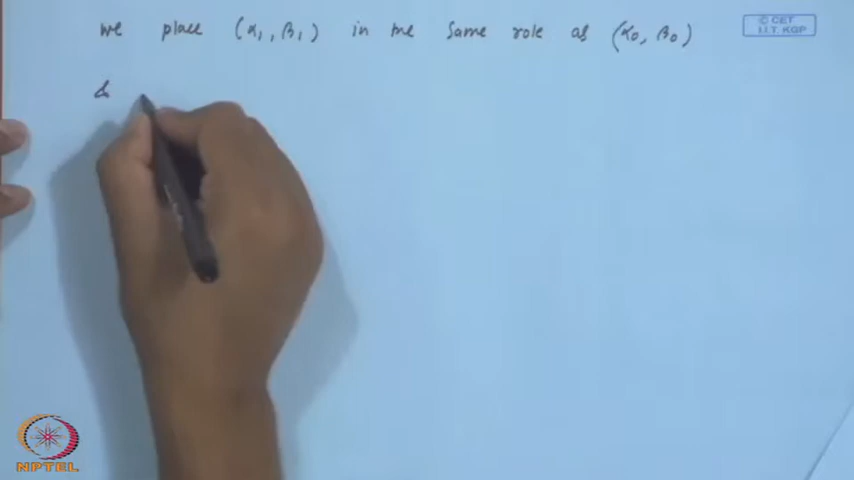 we place (α₁, β₁) in the same role as (α₀, β₀)
© CET
I.I.T. KGP
&
NPTEL